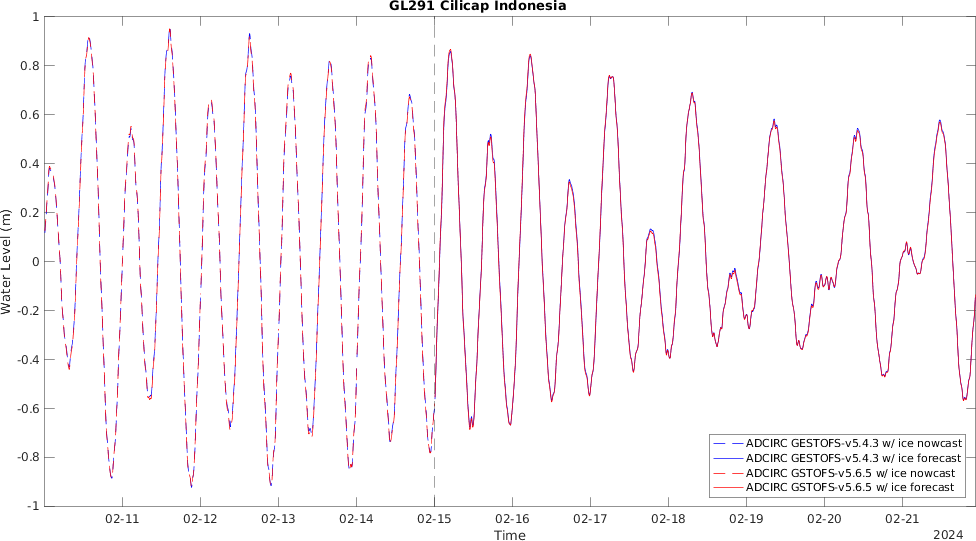 GL291 Cilicap Indonesia
1
0.8
0.6
0.4
0.2
0
-0.2
-0.4
-0.6
-0.8
-1
Water Level (m)
ADCIRC GESTOFS-v5.4.3 w/ ice nowcast
ADCIRC GESTOFS-v5.4.3 w/ ice forecast
ADCIRC GSTOFS-v5.6.5 w/ ice nowcast
ADCIRC GSTOFS-v5.6.5 w/ ice forecast
02-11 02-12 02-13 02-14 02-15 02-16 02-17 02-18 02-19 02-20 02-21
Time
2024